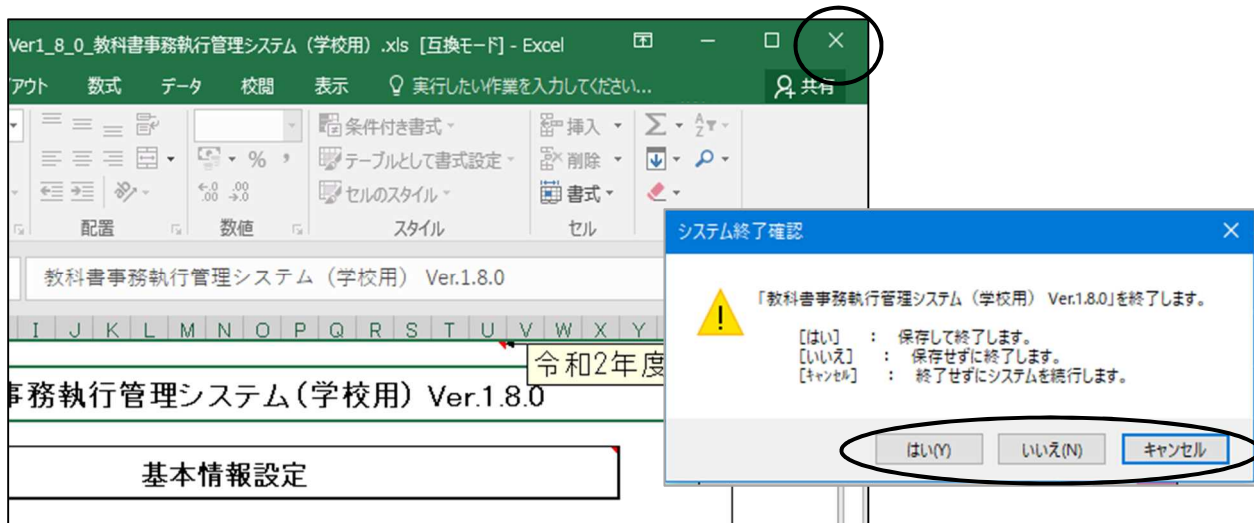 Ver1_8_0_教科書事務執行管理システム（学校用）.xls [互換モード] - Excel
アウト 数式 データ 校閲 表示 実行したい作業を入力してください... 共有
条件付き書式 挿入
% テーブルとして書式設定 削除
セルのスタイル 書式
配置 数値 スタイル セル
教科書事務執行管理システム（学校用） Ver.1.8.0
I J K L M N O P Q R S T U V W X Y
令和2年度
事務執行管理システム（学校用） Ver.1.8.0
基本情報設定
システム終了確認
「教科書事務執行管理システム（学校用） Ver.1.8.0」を終了します。
[はい] ： 保存して終了します。
[いいえ] ： 保存せずに終了します。
[キャンセル] ： 終了せずにシステムを続行します。
はい(Y) いいえ(N) キャンセル